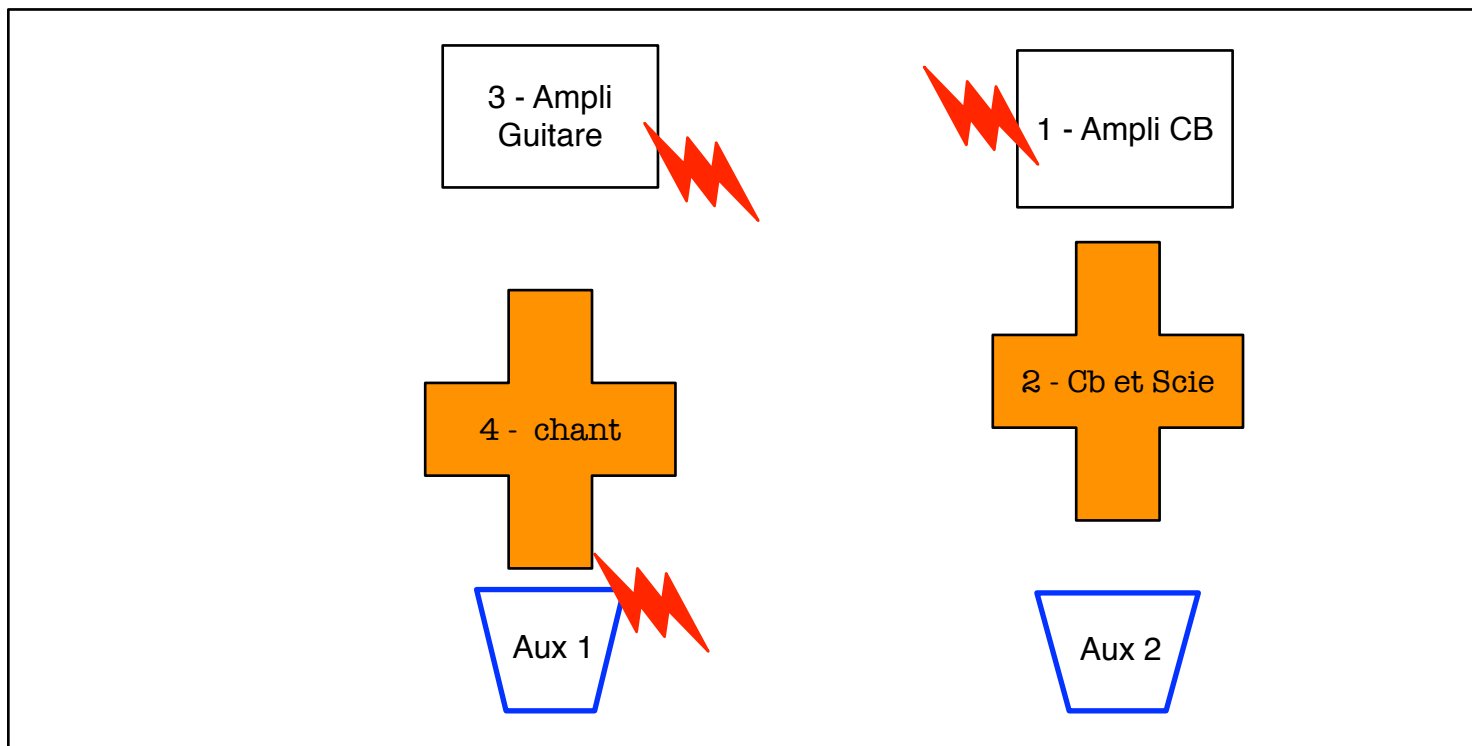 3 - Ampli
Guitare
1 - Ampli CB
2 - Cb et Scie
4 - chant
Aux 1
Aux 2